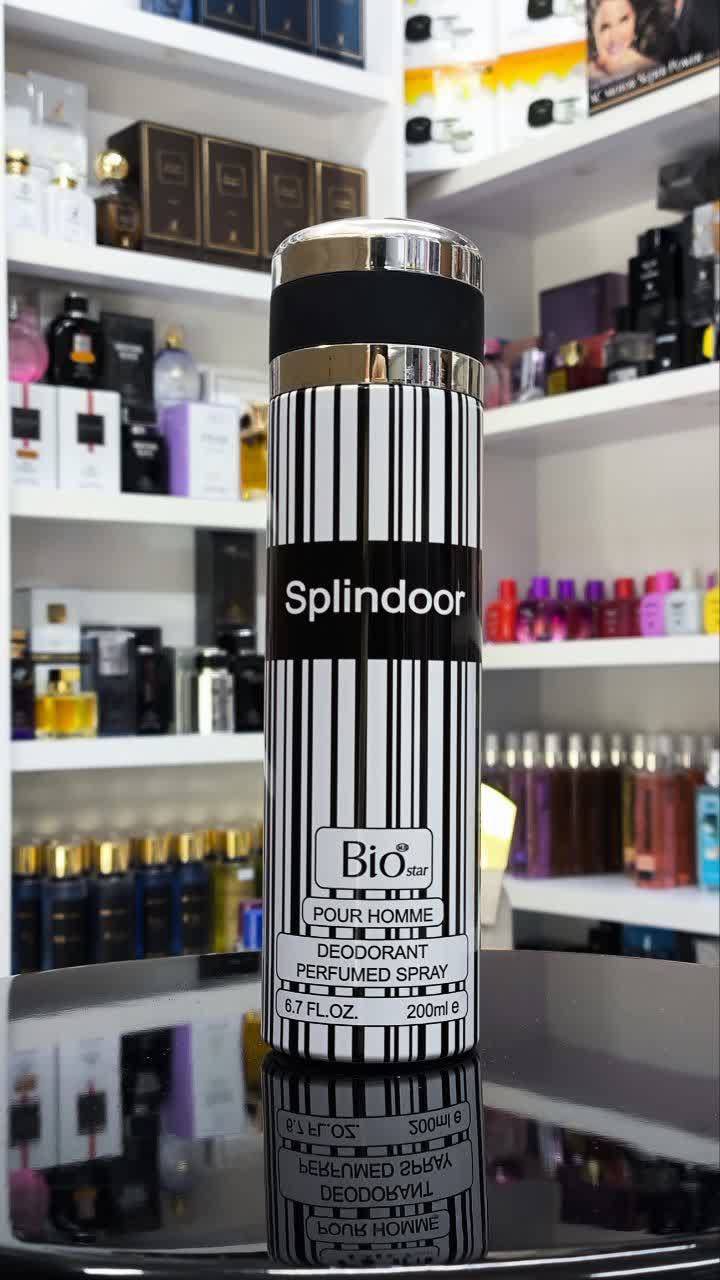 Splindoor
Bio star
POUR HOMME
DEODORANT
PERFUMED SPRAY
6.7 FL.OZ. 200ml e